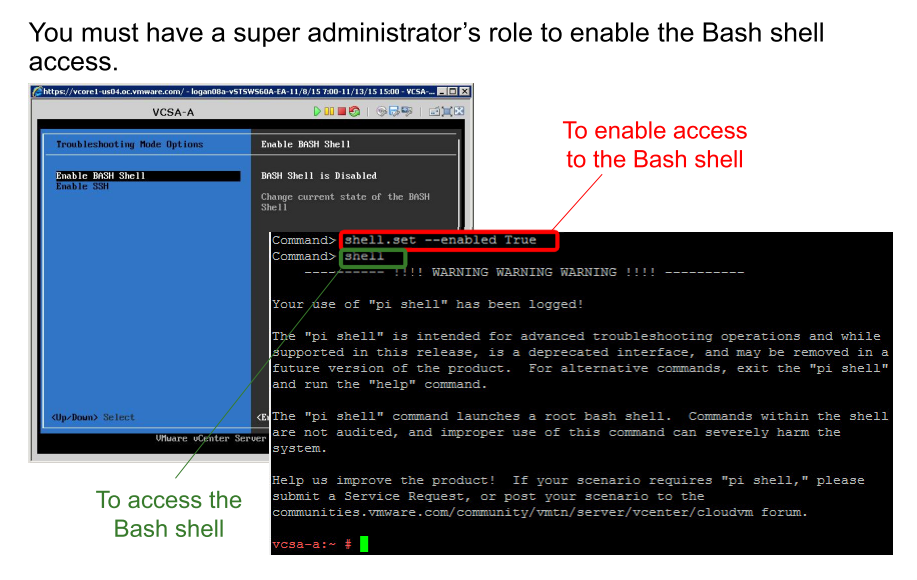 You must have a super administrator’s role to enable the Bash shell
access.
https://vcore1-us04.oc.vmware.com/ - logan08a-vSTSWS60A-EA-11/8/15 7:00-11/13/15 15:00 - VCSA-...
VCSA-A
Troubleshooting Mode Options
Enable BASH Shell
Enable BASH Shell
Enable SSH
BASH Shell is Disabled
Change current state of the BASH
Shell
<Up/Down> Select
<E
VMware vCenter Server
To enable access
to the Bash shell
Command> shell.set --enabled True
Command> shell
---------- !!!! WARNING WARNING WARNING !!!! ----------
Your use of "pi shell" has been logged!
The "pi shell" is intended for advanced troubleshooting operations and while
supported in this release, is a deprecated interface, and may be removed in a
future version of the product. For alternative commands, exit the "pi shell"
and run the "help" command.
The "pi shell" command launches a root bash shell. Commands within the shell
are not audited, and improper use of this command can severely harm the
system.
Help us improve the product! If your scenario requires "pi shell," please
submit a Service Request, or post your scenario to the
communities.vmware.com/community/vmtn/server/vcenter/cloudvm forum.
vcsa-a:~ #
To access the
Bash shell